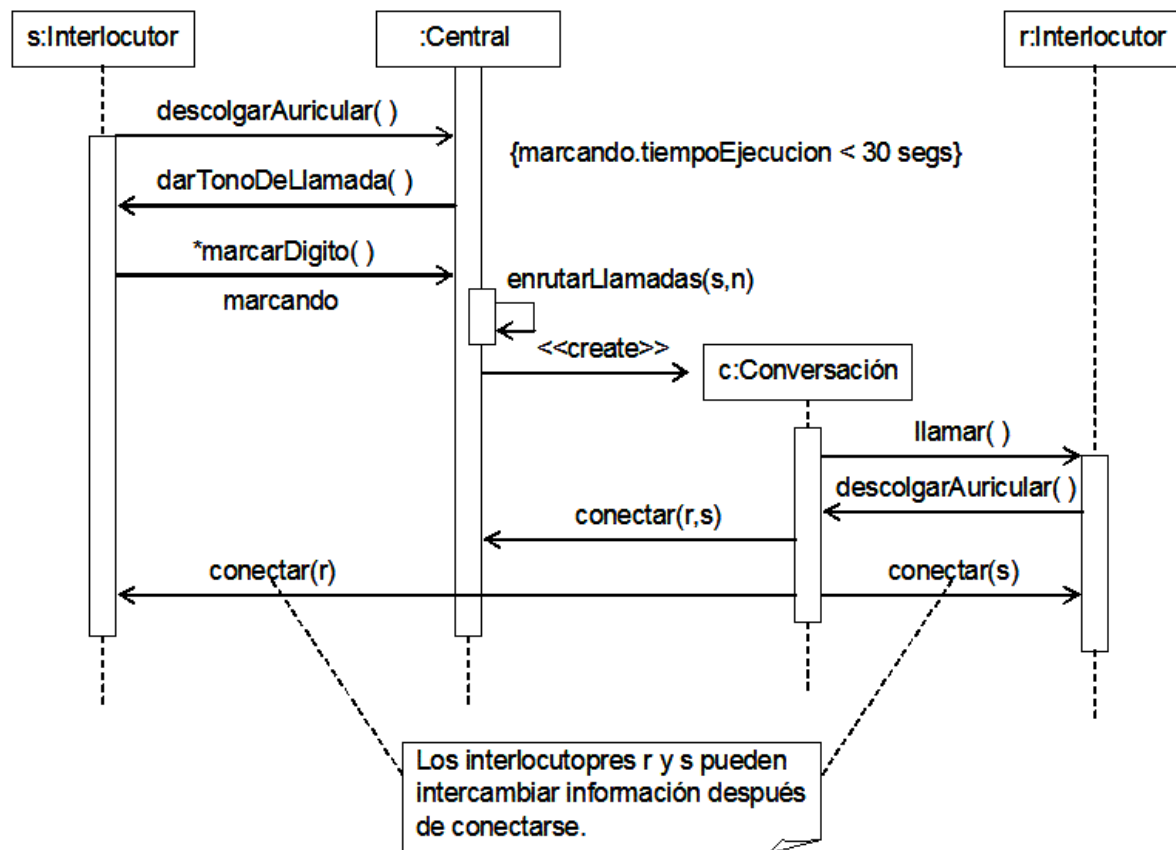 s:Interlocutor
:Central
r:Interlocutor
descolgarAuricular( )
{marcando.tiempoEjecucion < 30 segs}
darTonoDeLlamada( )
*marcarDigito( )
marcando
enrutarLlamadas(s,n)
<<create>>
c:Conversación
llamar( )
descolgarAuricular( )
conectar(r,s)
conectar(r)
conectar(s)
Los interlocutopres r y s pueden
intercambiar información después
de conectarse.